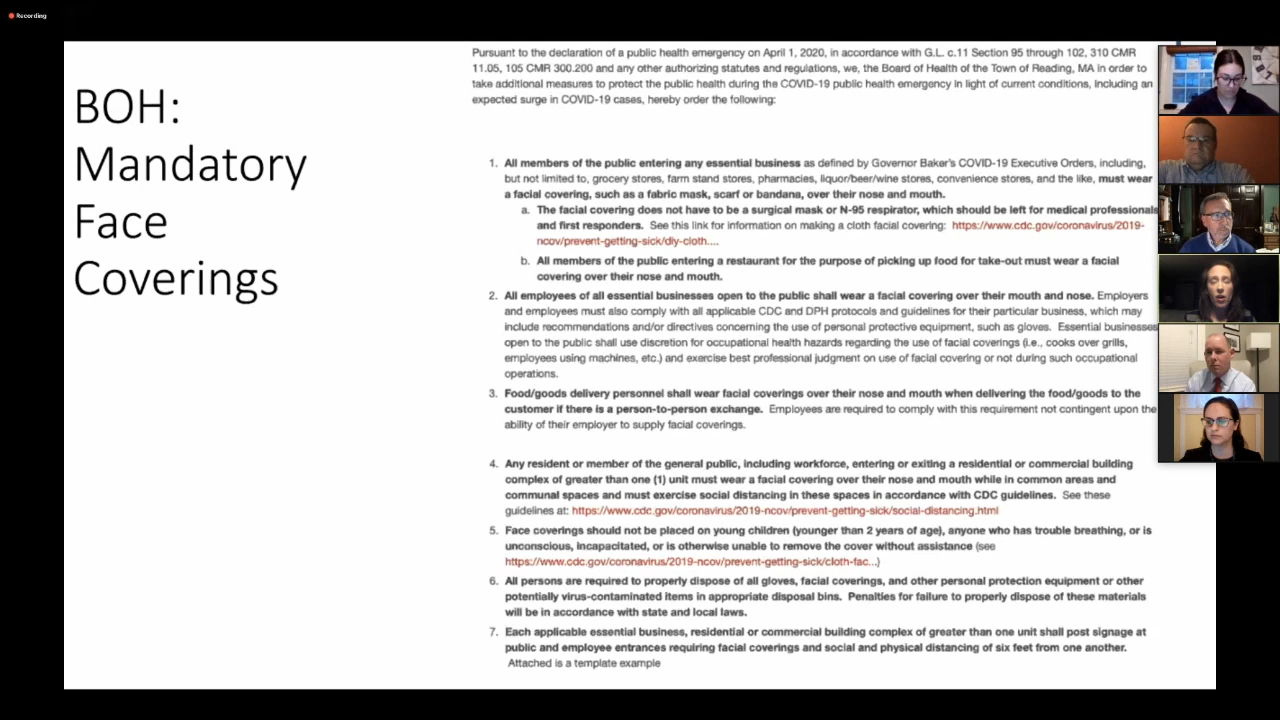 Recording
BOH:
Mandatory
Face
Coverings
Pursuant to the declaration of a public health emergency on April 1, 2020, in accordance with G.L. c.11 Section 95 through 102, 310 CMR
11.05, 105 CMR 300.200 and any other authorizing statutes and regulations, we, the Board of Health of the Town of Reading, MA in order to
take additional measures to protect the public health during the COVID-19 public health emergency in light of current conditions, including an
expected surge in COVID-19 cases, hereby order the following:
1. All members of the public entering any essential business as defined by Governor Baker's COVID-19 Executive Orders, including,
but not limited to, grocery stores, farm stand stores, pharmacies, liquor/beer/wine stores, convenience stores, and the like, must wear
a facial covering, such as a fabric mask, scarf or bandana, over their nose and mouth.
a. The facial covering does not have to be a surgical mask or N-95 respirator, which should be left for medical professionals
and first responders. See this link for information on making a cloth facial covering: https://www.cdc.gov/coronavirus/2019-
ncov/prevent-getting-sick/diy-cloth....
b. All members of the public entering a restaurant for the purpose of picking up food for take-out must wear a facial
covering over their nose and mouth.
2. All employees of all essential businesses open to the public shall wear a facial covering over their mouth and nose. Employers
and employees must also comply with all applicable CDC and DPH protocols and guidelines for their particular business, which may
include recommendations and/or directives concerning the use of personal protective equipment, such as gloves. Essential businesses
open to the public shall use discretion for occupational health hazards regarding the use of facial coverings (i.e., cooks over grills,
employees using machines, etc.) and exercise best professional judgment on use of facial covering or not during such occupational
operations.
3. Food/goods delivery personnel shall wear facial coverings over their nose and mouth when delivering the food/goods to the
customer if there is a person-to-person exchange. Employees are required to comply with this requirement not contingent upon the
ability of their employer to supply facial coverings.
4. Any resident or member of the general public, including workforce, entering or exiting a residential or commercial building
complex of greater than one (1) unit must wear a facial covering over their nose and mouth while in common areas and
communal spaces and must exercise social distancing in these spaces in accordance with CDC guidelines. See these
guidelines at: https://www.cdc.gov/coronavirus/2019-ncov/prevent-getting-sick/social-distancing.html
5. Face coverings should not be placed on young children (younger than 2 years of age), anyone who has trouble breathing, or is
unconscious, incapacitated, or is otherwise unable to remove the cover without assistance (see
https://www.cdc.gov/coronavirus/2019-ncov/prevent-getting-sick/cloth-fac...)
6. All persons are required to properly dispose of all gloves, facial coverings, and other personal protection equipment or other
potentially virus-contaminated items in appropriate disposal bins. Penalties for failure to properly dispose of these materials
will be in accordance with state and local laws.
7. Each applicable essential business, residential or commercial building complex of greater than one unit shall post signage at
public and employee entrances requiring facial coverings and social and physical distancing of six feet from one another.
Attached is a template example